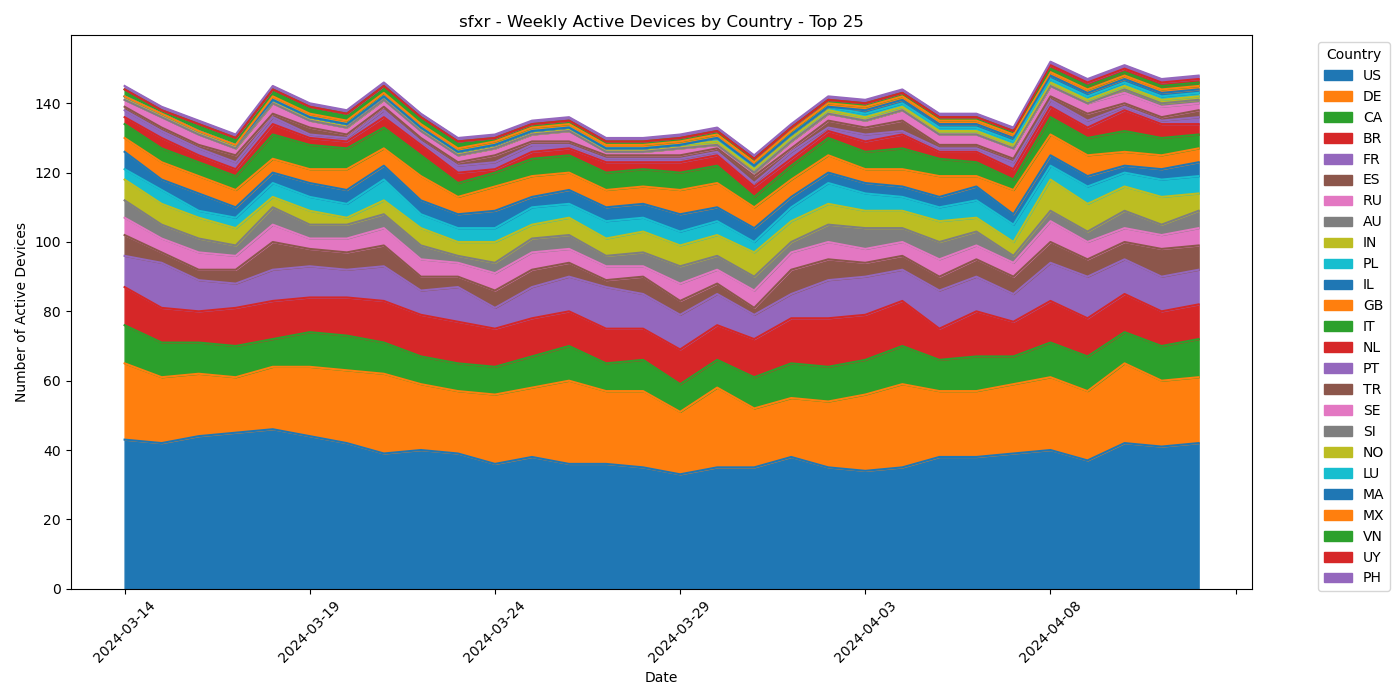 sfxr - Weekly Active Devices by Country - Top 25
Number of Active Devices
140
120
100
80
60
40
20
0
2024-03-14
2024-03-19
2024-03-24
2024-03-29
2024-04-03
2024-04-08
Date
Country
US
DE
CA
BR
FR
ES
RU
AU
IN
PL
IL
GB
IT
NL
PT
TR
SE
SI
NO
LU
MA
MX
VN
UY
PH